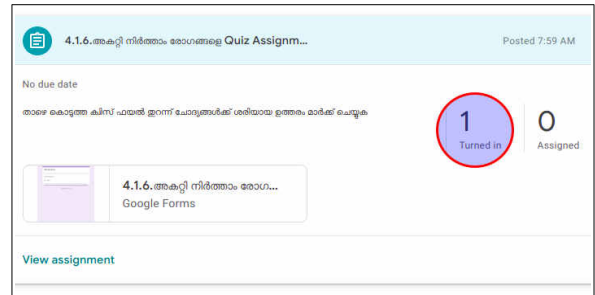 4.1.6.അകറ്റി നിർത്താം രോഗങ്ങളെ Quiz Assignm...
Posted 7:59 AM
No due date
താഴെ കൊടുത്ത ക്വിസ് ഫയൽ തുറന്ന് ചോദ്യങ്ങൾക്ക് ശരിയായ ഉത്തരം മാർക്ക് ചെയ്യുക
1
Turned in
0
Assigned
4.1.6.അകറ്റി നിർത്താം രോഗ...
Google Forms
View assignment